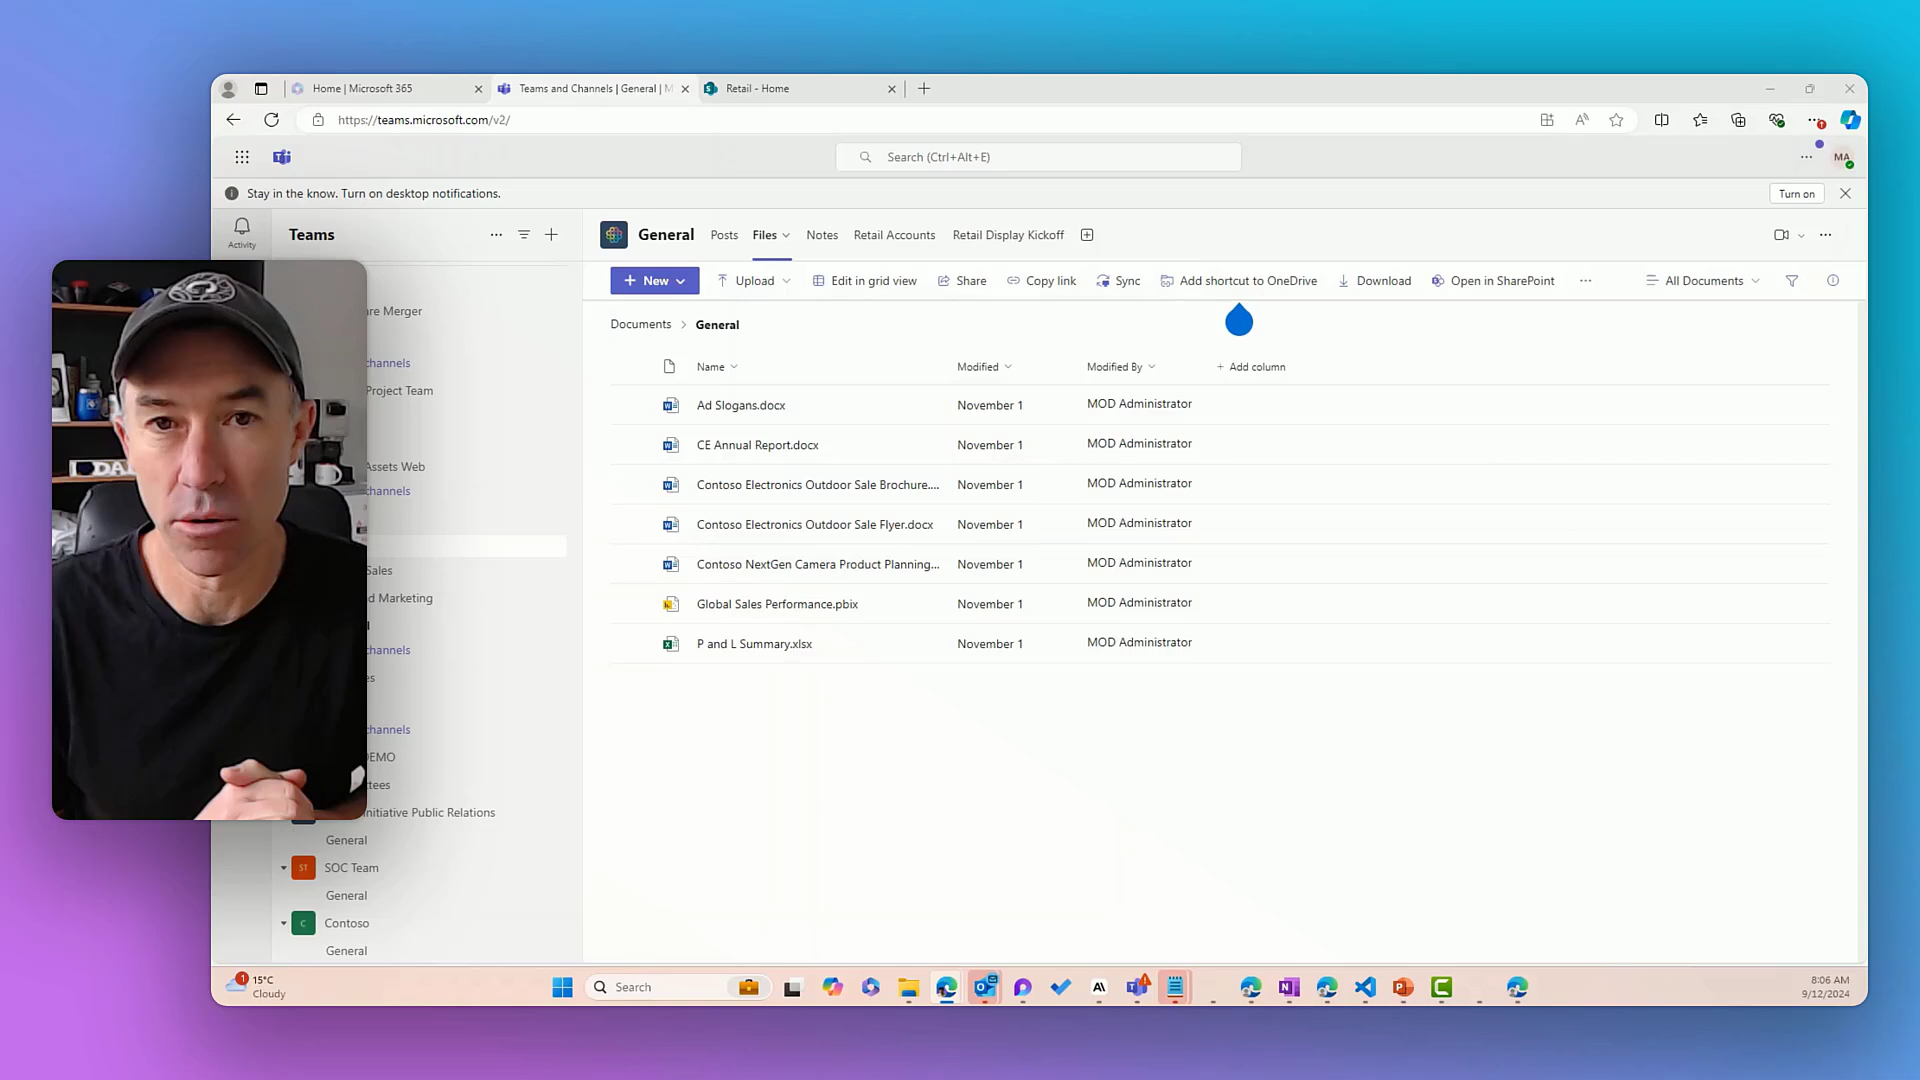 Home | Microsoft 365
Teams and Channels | General | M
Retail - Home
https://teams.microsoft.com/v2/
Search (Ctrl+Alt+E)
MA
Stay in the know. Turn on desktop notifications.
Turn on
Activity
Teams
General
Posts
Files
Notes
Retail Accounts
Retail Display Kickoff
New
Upload
Edit in grid view
Share
Copy link
Sync
Add shortcut to OneDrive
Download
Open in SharePoint
All Documents
Documents > General
Name
Modified
Modified By
+ Add column
Ad Slogans.docx November 1 MOD Administrator
CE Annual Report.docx November 1 MOD Administrator
Contoso Electronics Outdoor Sale Brochure.... November 1 MOD Administrator
Contoso Electronics Outdoor Sale Flyer.docx November 1 MOD Administrator
Contoso NextGen Camera Product Planning... November 1 MOD Administrator
Global Sales Performance.pbix November 1 MOD Administrator
P and L Summary.xlsx November 1 MOD Administrator
are Merger
hannels
Project Team
Assets Web
hannels
Sales
d Marketing
hannels
es
hannels
DEMO
ttees
Initiative Public Relations
General
ST
SOC Team
General
C
Contoso
General
1
15°C
Cloudy
Search
8:06 AM
9/12/2024